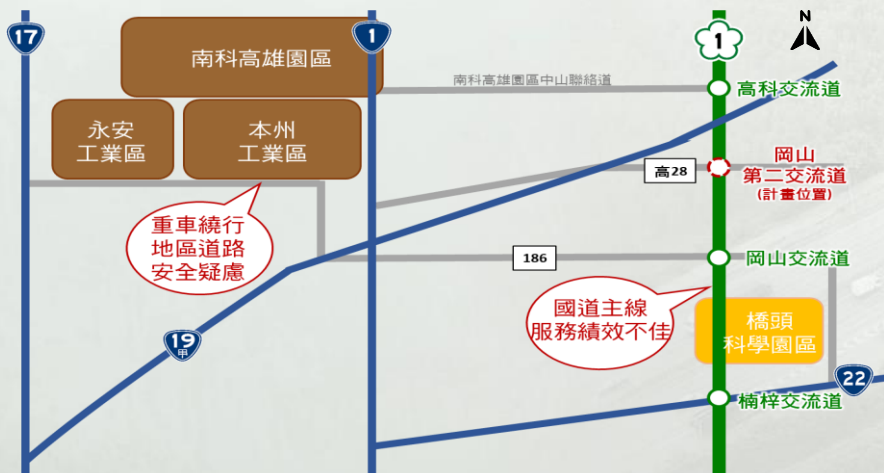 17
1
1
N
南科高雄園區
南科高雄園區中山聯絡道
高科交流道
永安
工業區
本州
工業區
岡山
第二交流道
(計畫位置)
高28
重車繞行
地區道路
安全疑慮
186
岡山交流道
國道主線
服務績效不佳
橋頭
科學園區
19
甲
22
楠梓交流道